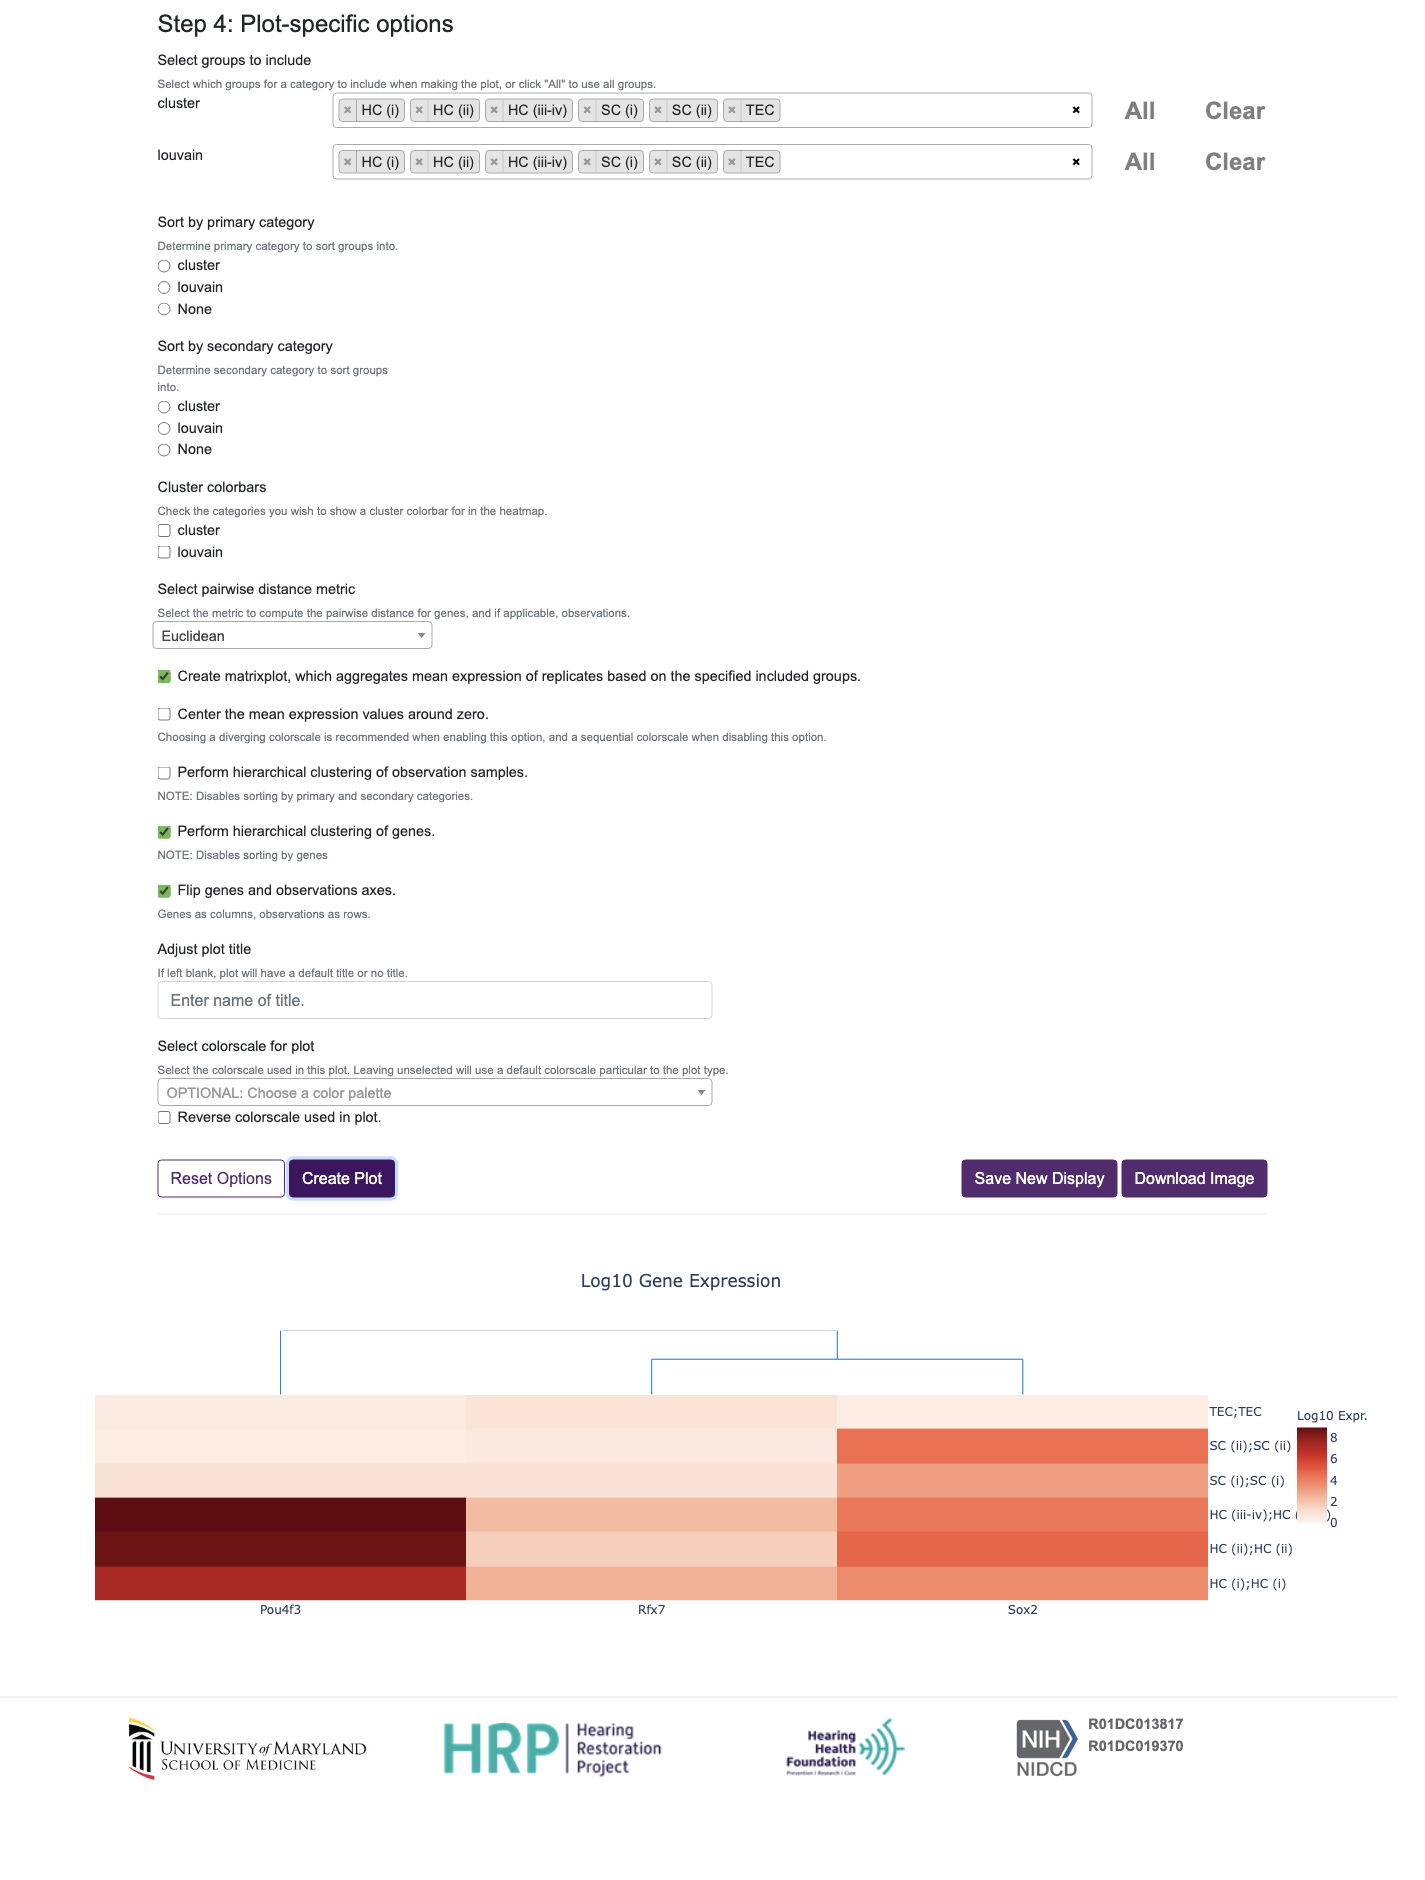 Step 4: Plot-specific options
Select groups to include
Select which groups for a category to include when making the plot, or click "All" to use all groups.
cluster
× HC (i) × HC (ii) × HC (iii-iv) × SC (i) × SC (ii) × TEC × All Clear
louvain
× HC (i) × HC (ii) × HC (iii-iv) × SC (i) × SC (ii) × TEC × All Clear
Sort by primary category
Determine primary category to sort groups into.
cluster
louvain
None
Sort by secondary category
Determine secondary category to sort groups
into.
cluster
louvain
None
Cluster colorbars
Check the categories you wish to show a cluster colorbar for in the heatmap.
cluster
louvain
Select pairwise distance metric
Select the metric to compute the pairwise distance for genes, and if applicable, observations.
Euclidean
Create matrixplot, which aggregates mean expression of replicates based on the specified included groups.
Center the mean expression values around zero.
Choosing a diverging colorscale is recommended when enabling this option, and a sequential colorscale when disabling this option.
Perform hierarchical clustering of observation samples.
NOTE: Disables sorting by primary and secondary categories.
Perform hierarchical clustering of genes.
NOTE: Disables sorting by genes
Flip genes and observations axes.
Genes as columns, observations as rows.
Adjust plot title
If left blank, plot will have a default title or no title.
Enter name of title.
Select colorscale for plot
Select the colorscale used in this plot. Leaving unselected will use a default colorscale particular to the plot type.
OPTIONAL: Choose a color palette
Reverse colorscale used in plot.
Reset Options Create Plot Save New Display Download Image
Log10 Gene Expression
TEC;TEC
SC (ii);SC (ii)
SC (i);SC (i)
HC (iii-iv);HC ( )
HC (ii);HC (ii)
HC (i);HC (i)
Log10 Expr.
8
6
4
2
0
Pou4f3 Rfx7 Sox2
UNIVERSITY of MARYLAND
SCHOOL OF MEDICINE
HRP
Hearing
Restoration
Project
Hearing
Health
Foundation
Prevention | Research | Cure
NIH
NIDCD
R01DC013817
R01DC019370